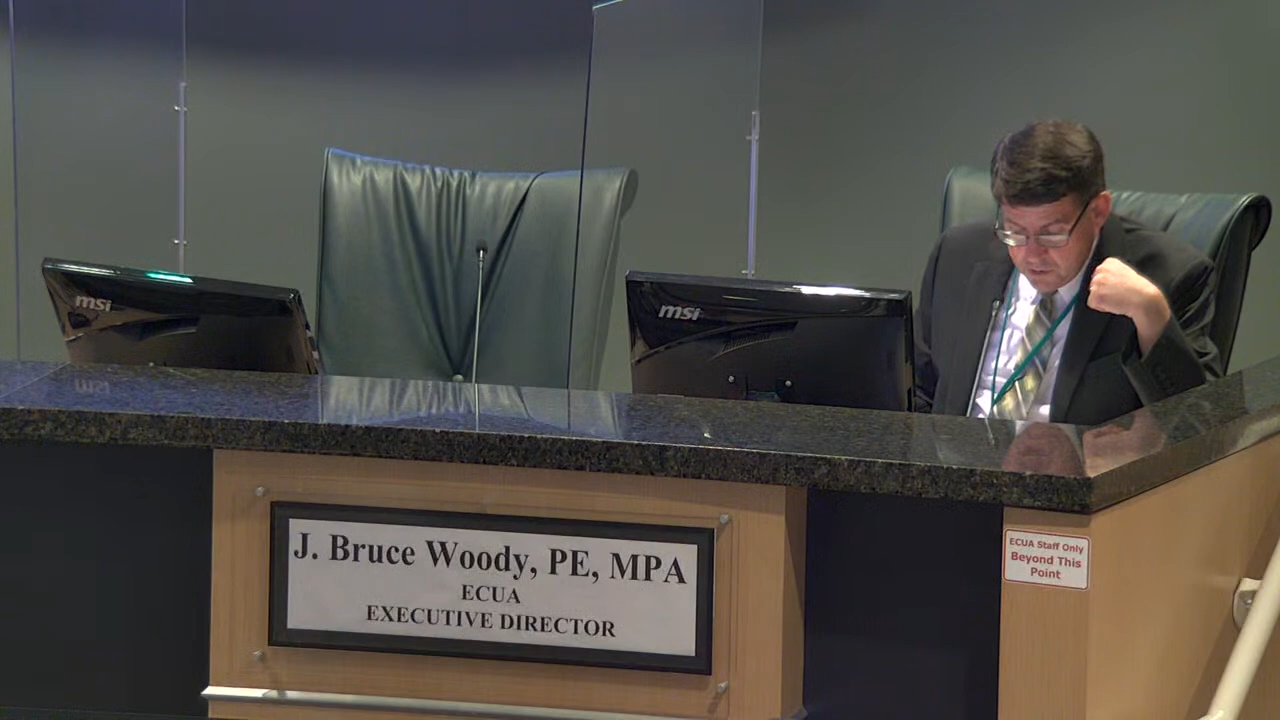 msi
msi
J. Bruce Woody, PE, MPA
ECUA
EXECUTIVE DIRECTOR
ECUA Staff Only
Beyond This
Point